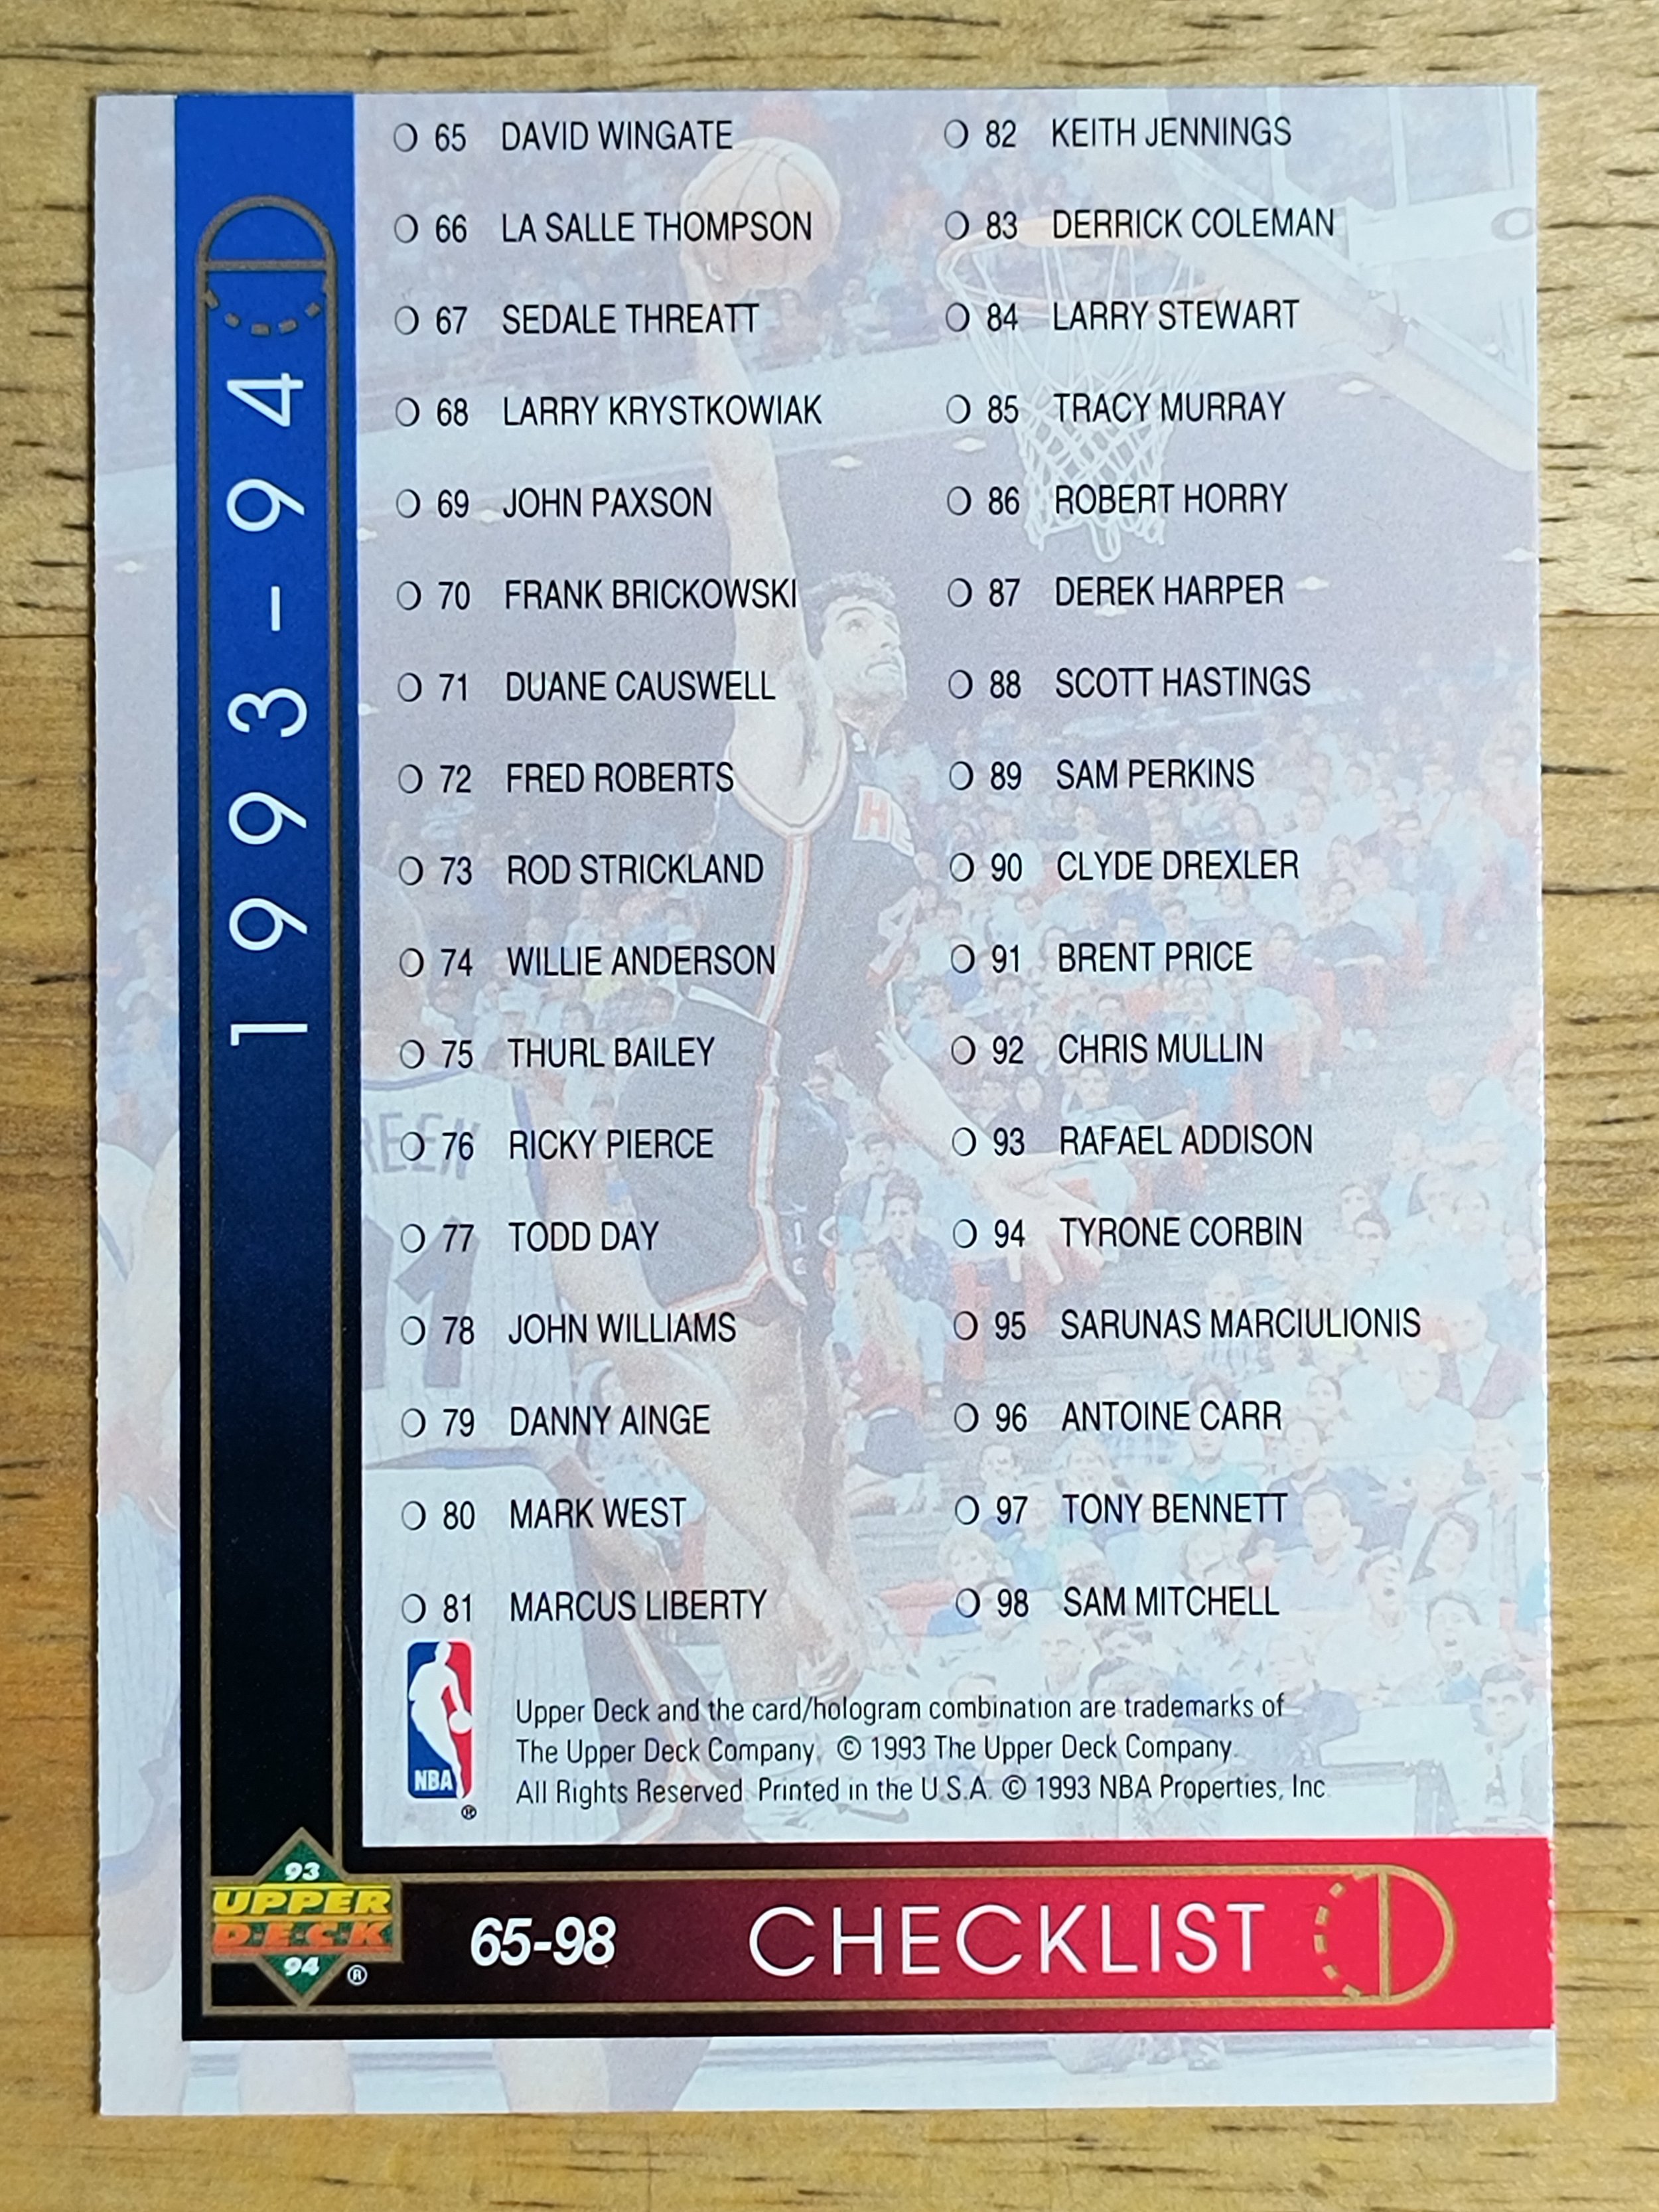 1993-94
65 DAVID WINGATE
66 LA SALLE THOMPSON
67 SEDALE THREATT
68 LARRY KRYSTKOWIAK
69 JOHN PAXSON
70 FRANK BRICKOWSKI
71 DUANE CAUSWELL
72 FRED ROBERTS
73 ROD STRICKLAND
74 WILLIE ANDERSON
75 THURL BAILEY
76 RICKY PIERCE
77 TODD DAY
78 JOHN WILLIAMS
79 DANNY AINGE
80 MARK WEST
81 MARCUS LIBERTY
82 KEITH JENNINGS
83 DERRICK COLEMAN
84 LARRY STEWART
85 TRACY MURRAY
86 ROBERT HORRY
87 DEREK HARPER
88 SCOTT HASTINGS
89 SAM PERKINS
90 CLYDE DREXLER
91 BRENT PRICE
92 CHRIS MULLIN
93 RAFAEL ADDISON
94 TYRONE CORBIN
95 SARUNAS MARCIULIONIS
96 ANTOINE CARR
97 TONY BENNETT
98 SAM MITCHELL
NBA
®
Upper Deck and the card/hologram combination are trademarks of
The Upper Deck Company. © 1993 The Upper Deck Company.
All Rights Reserved. Printed in the U.S.A. © 1993 NBA Properties, Inc.
93
UPPER
DECK
94
®
65-98
CHECKLIST